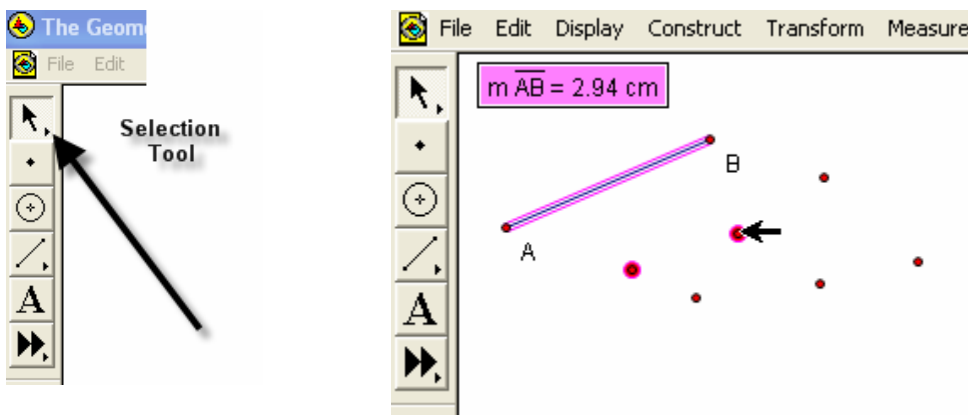 The Geom
File Edit
Selection
Tool
A
File Edit Display Construct Transform Measure
m AB = 2.94 cm
B
A
A